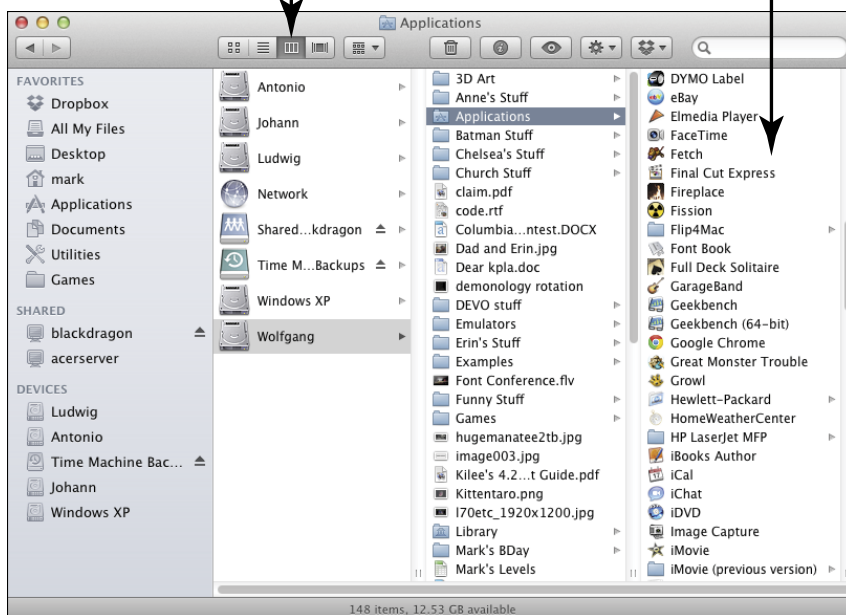 Applications
FAVORITES
Dropbox
All My Files
Desktop
mark
Applications
Documents
Utilities
Games
SHARED
blackdragon
acerserver
DEVICES
Ludwig
Antonio
Time Machine Bac...
Johann
Windows XP
Antonio
Johann
Ludwig
Network
Shared...kdragon
Time M...Backups
Windows XP
Wolfgang
3D Art
Anne's Stuff
Applications
Batman Stuff
Chelsea's Stuff
Church Stuff
claim.pdf
code.rtf
Columbia...ntest.DOCX
Dad and Erin.jpg
Dear kpla.doc
demonology rotation
DEVO stuff
Emulators
Erin's Stuff
Examples
Font Conference.flv
Funny Stuff
Games
hugemanatee2tb.jpg
image003.jpg
Kilee's 4.2...t Guide.pdf
Kittentaro.png
l70etc_1920x1200.jpg
Library
Mark's BDay
Mark's Levels
DYMO Label
eBay
Elmedia Player
FaceTime
Fetch
Final Cut Express
Fireplace
Fission
Flip4Mac
Font Book
Full Deck Solitaire
GarageBand
Geekbench
Geekbench (64-bit)
Google Chrome
Great Monster Trouble
Growl
Hewlett-Packard
HomeWeatherCenter
HP LaserJet MFP
iBooks Author
iCal
iChat
iDVD
Image Capture
iMovie
iMovie (previous version)
148 items, 12.53 GB available